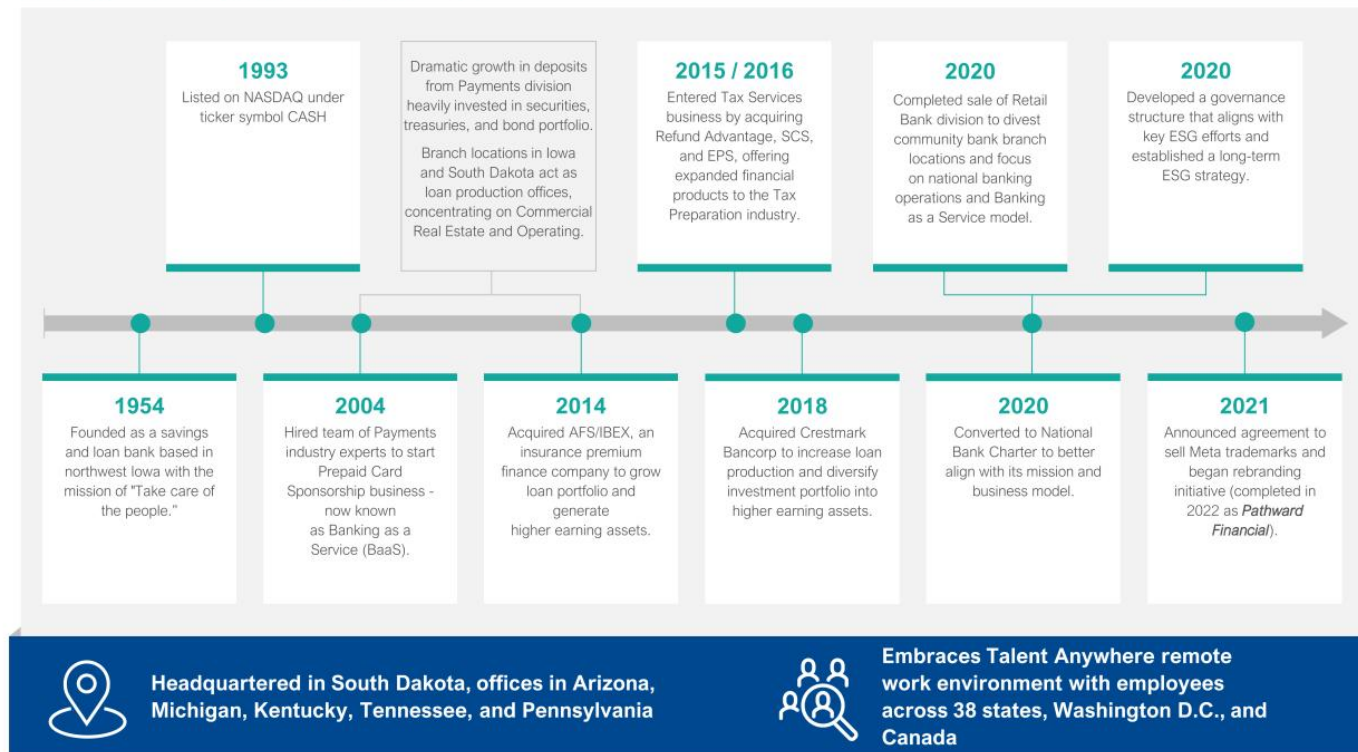 1993
Listed on NASDAQ under
ticker symbol CASH
Dramatic growth in deposits
from Payments division
heavily invested in securities,
treasuries, and bond portfolio.
Branch locations in Iowa
and South Dakota act as
loan production offices,
concentrating on Commercial
Real Estate and Operating.
2015 / 2016
Entered Tax Services
business by acquiring
Refund Advantage, SCS,
and EPS, offering
expanded financial
products to the Tax
Preparation industry.
2020
Completed sale of Retail
Bank division to divest
community bank branch
locations and focus
on national banking
operations and Banking
as a Service model.
2020
Developed a governance
structure that aligns with
key ESG efforts and
established a long-term
ESG strategy.
1954
Founded as a savings
and loan bank based in
northwest Iowa with the
mission of "Take care of
the people."
2004
Hired team of Payments
industry experts to start
Prepaid Card
Sponsorship business -
now known
as Banking as a
Service (BaaS).
2014
Acquired AFS/IBEX, an
insurance premium
finance company to grow
loan portfolio and
generate
higher earning assets.
2018
Acquired Crestmark
Bancorp to increase loan
production and diversify
investment portfolio into
higher earning assets.
2020
Converted to National
Bank Charter to better
align with its mission and
business model.
2021
Announced agreement to
sell Meta trademarks and
began rebranding
initiative (completed in
2022 as Pathward
Financial).
Headquartered in South Dakota, offices in Arizona,
Michigan, Kentucky, Tennessee, and Pennsylvania
Embraces Talent Anywhere remote
work environment with employees
across 38 states, Washington D.C., and
Canada